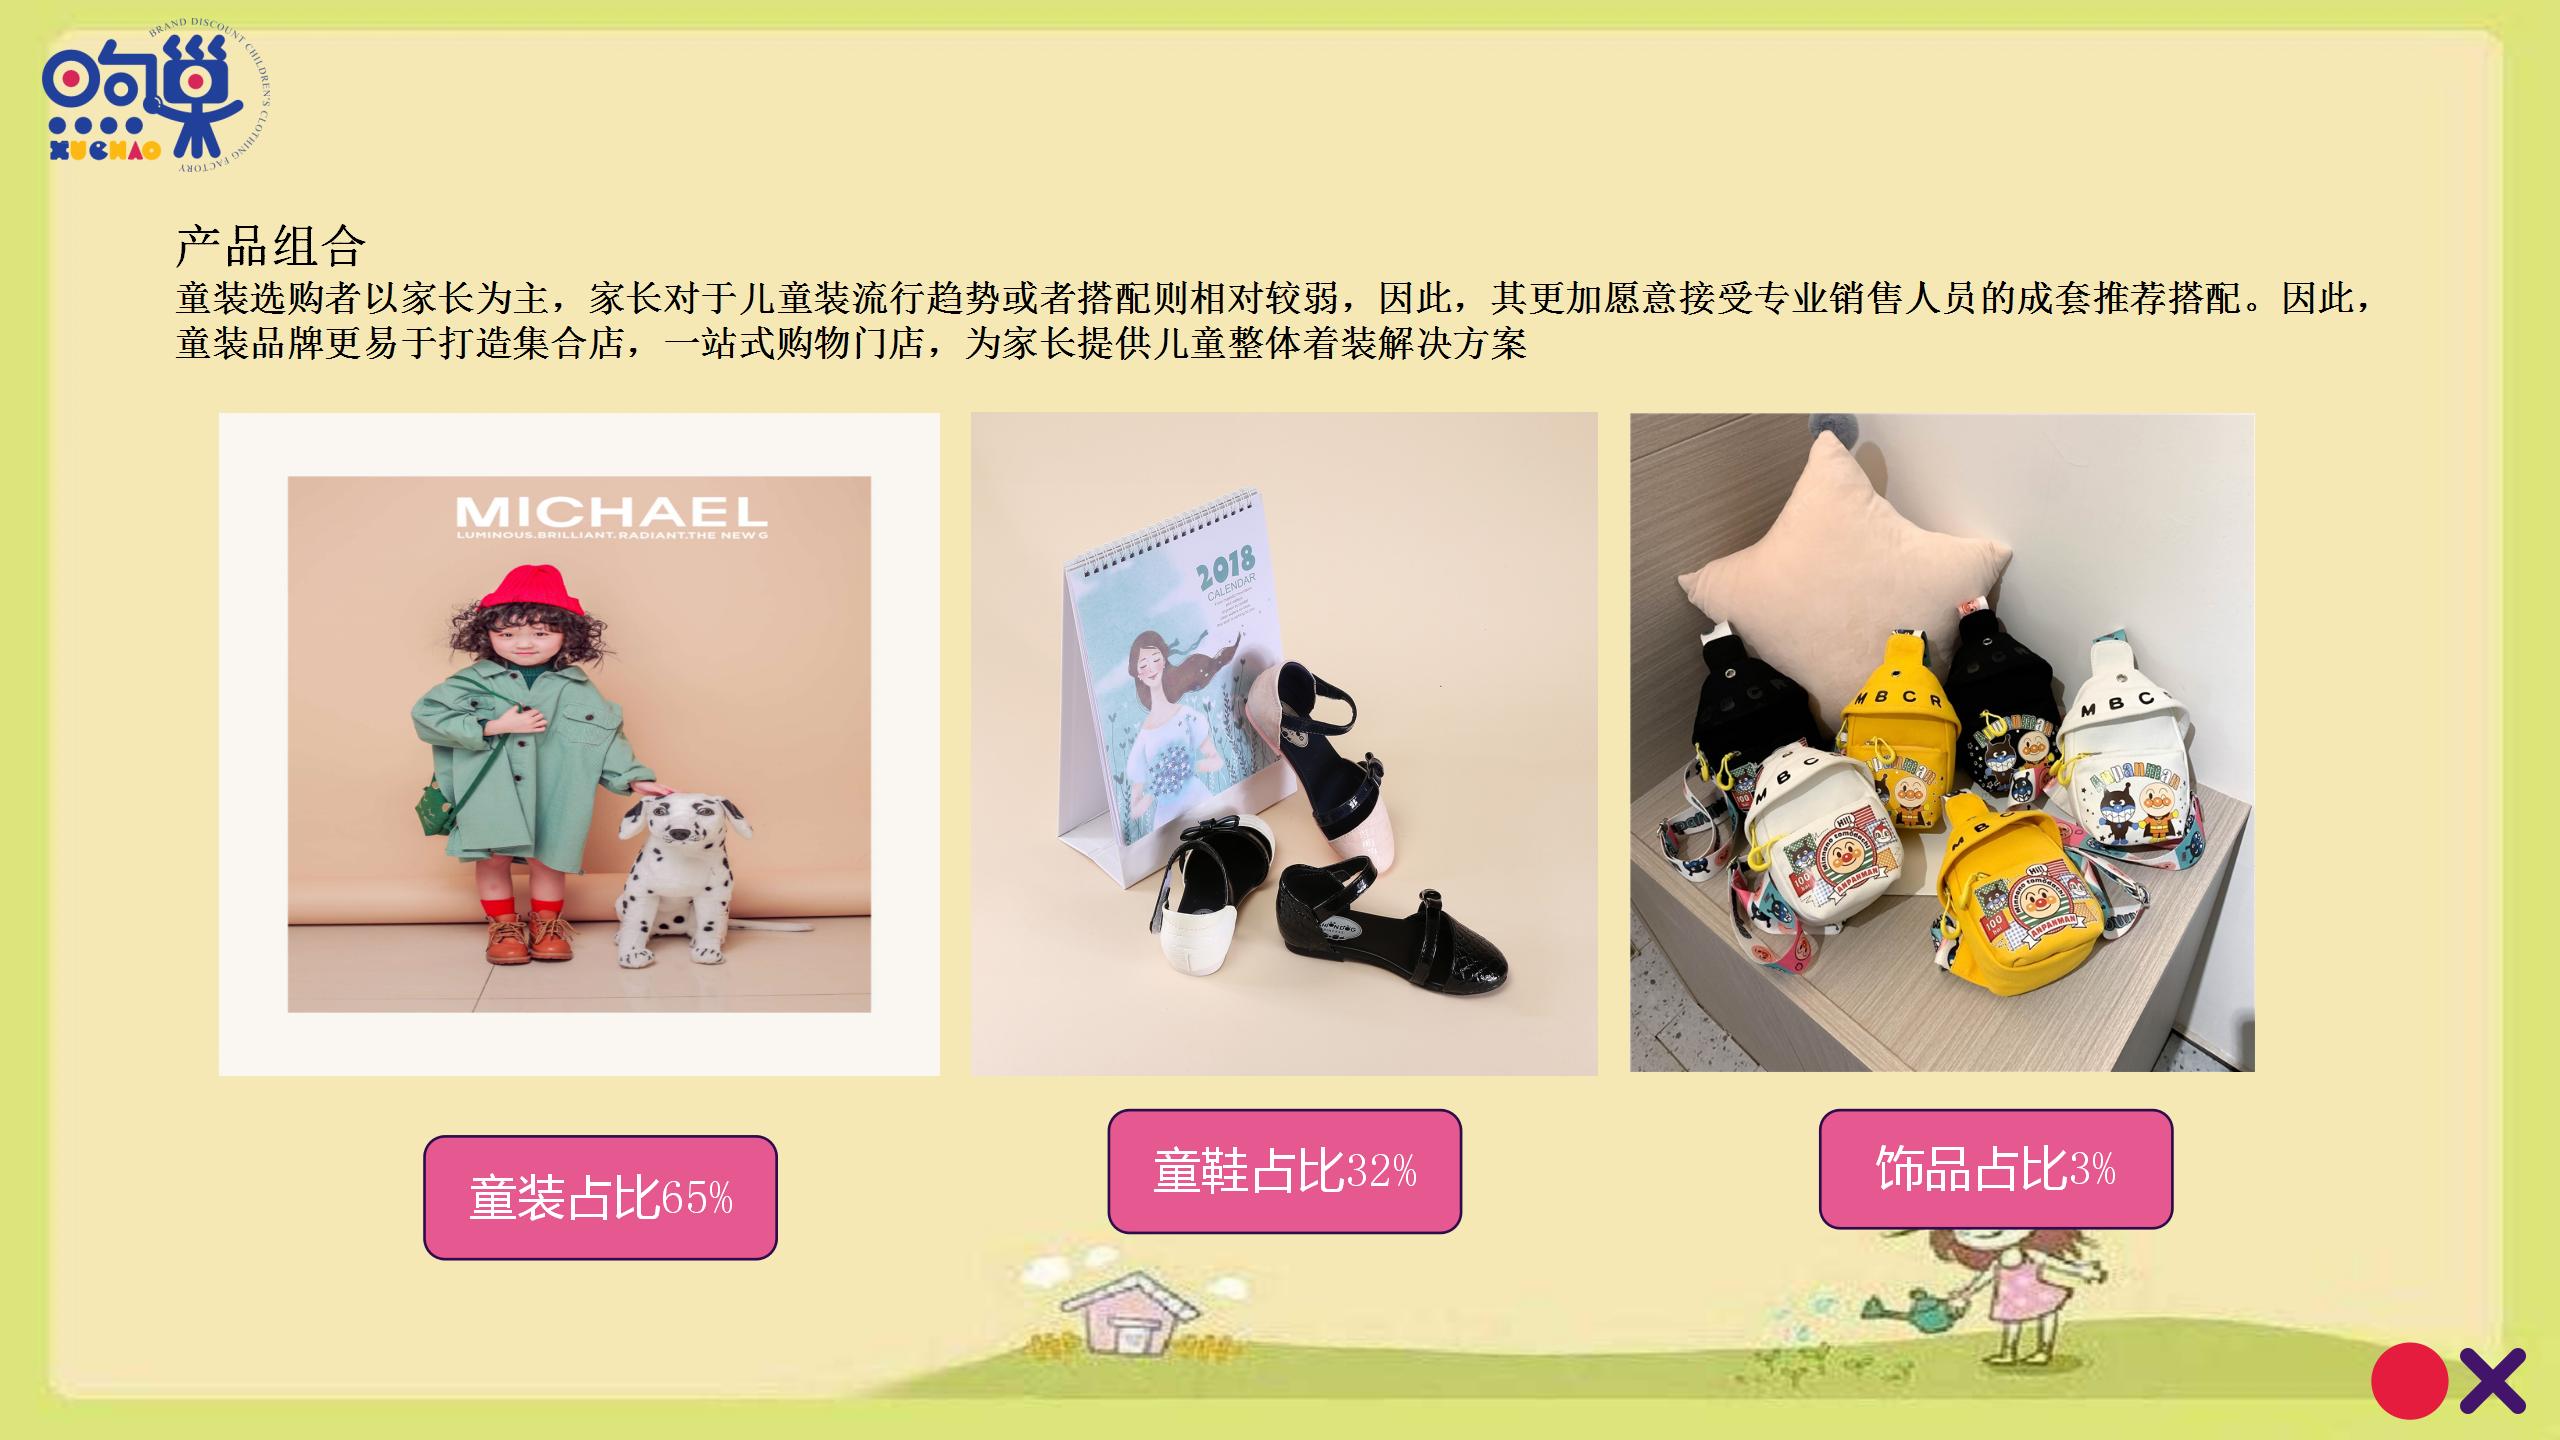 BRAND DISCOUNT CHILDREN'S CLOTHING FACTORY
XUCHAO
产品组合
童装选购者以家长为主，家长对于儿童装流行趋势或者搭配则相对较弱，因此，其更加愿意接受专业销售人员的成套推荐搭配。因此，
童装品牌更易于打造集合店，一站式购物门店，为家长提供儿童整体着装解决方案
MICHAEL
LUMINOUS.BRILLIANT.RADIANT.THE NEW G
2018
CALENDAR
M B C R
M B C
Anpanman
M B C
Hi!!
ANPANMAN
100
M B C
Hi!!
ANPANMAN
100
童装占比65%
童鞋占比32%
饰品占比3%